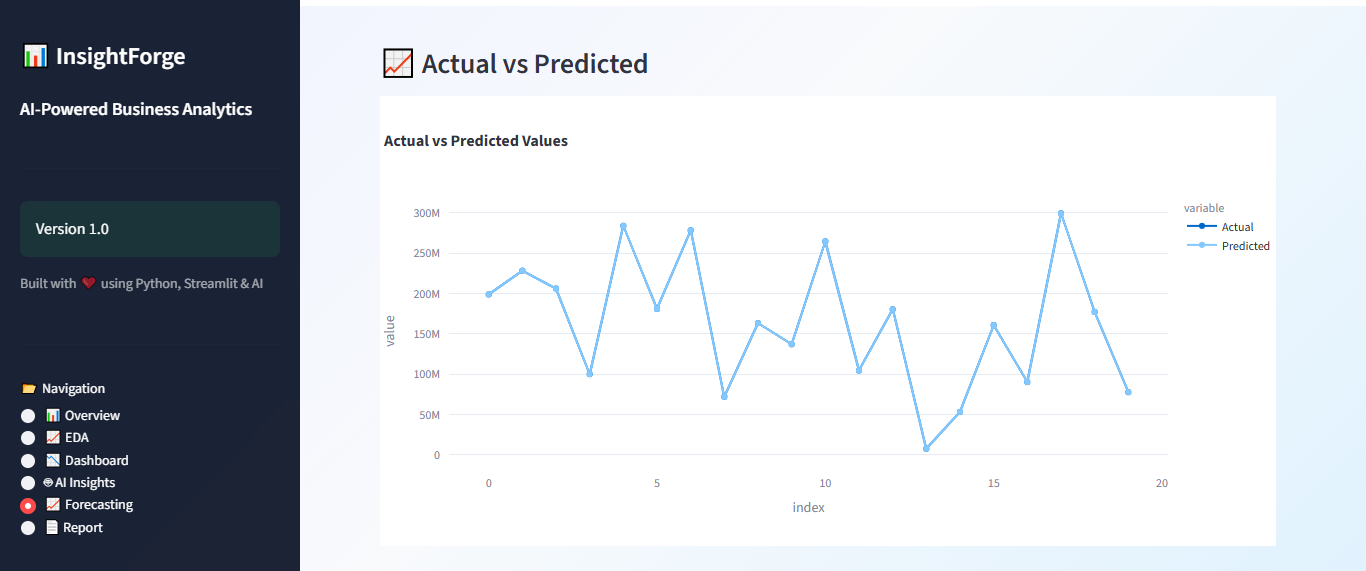 📊 InsightForge
AI-Powered Business Analytics
Version 1.0
Built with ❤️ using Python, Streamlit & AI
📂 Navigation
📊 Overview
📈 EDA
📉 Dashboard
AI Insights
📈 Forecasting
📄 Report
📈 Actual vs Predicted
Actual vs Predicted Values
300M
250M
200M
150M
100M
50M
0
value
0 5 10 15 20
index
variable
Actual
Predicted